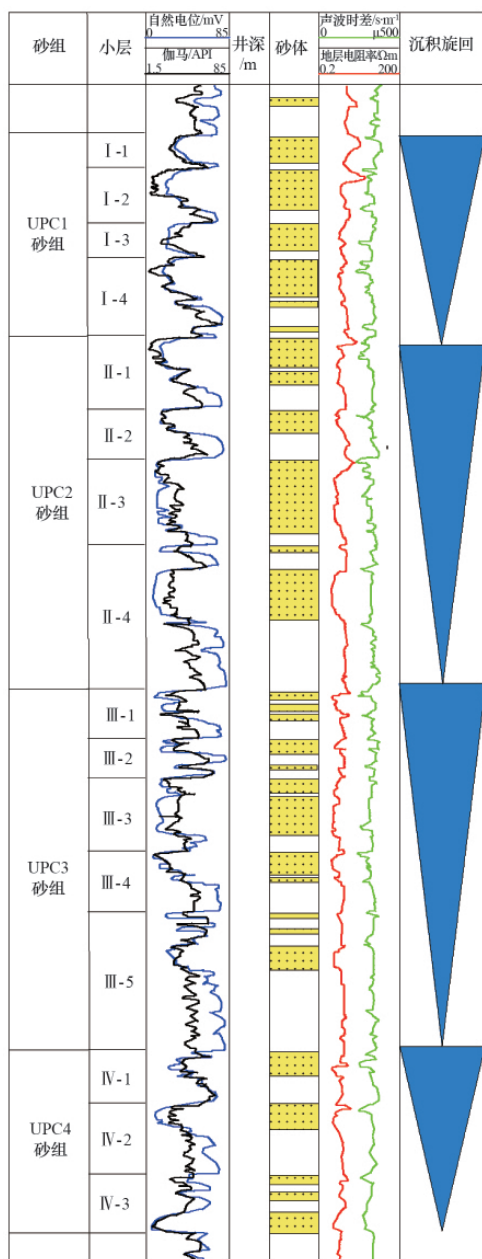 砂组 小层 自然电位/mV 井深 砂体 声波时差/s·m⁻¹ 沉积旋回
0 85 /m 0 μ500
伽马/API 地层电阻率/Ωm
1.5 85 0.2 200
UPC1
砂组
Ⅰ-1
Ⅰ-2
Ⅰ-3
Ⅰ-4
UPC2
砂组
Ⅱ-1
Ⅱ-2
Ⅱ-3
Ⅱ-4
UPC3
砂组
Ⅲ-1
Ⅲ-2
Ⅲ-3
Ⅲ-4
Ⅲ-5
UPC4
砂组
Ⅳ-1
Ⅳ-2
Ⅳ-3